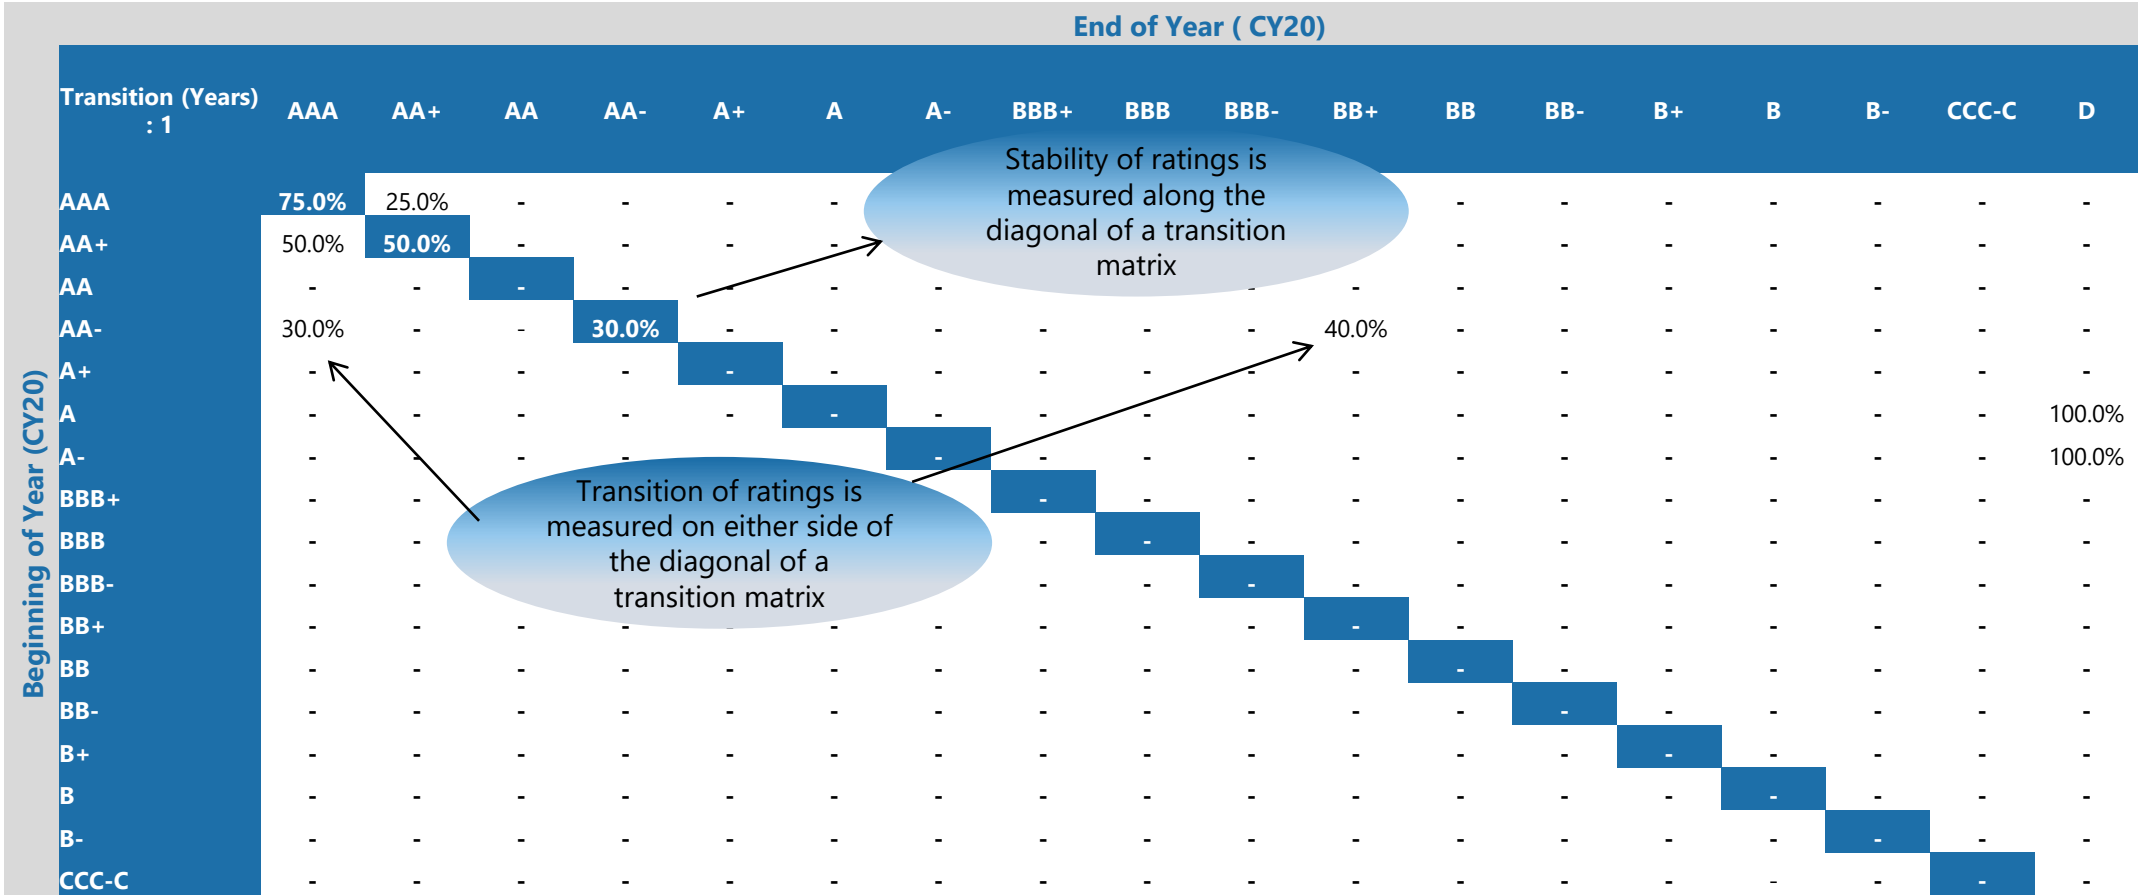 End of Year ( CY20)
Transition (Years) : 1 AAA AA+ AA AA- A+ A A- BBB+ BBB BBB- BB+ BB BB- B+ B B- CCC-C D
Stability of ratings is
measured along the
diagonal of a transition
matrix
AAA 75.0% 25.0% - - - - - - - - - - -
AA+ 50.0% 50.0% - - - - - - - - - - -
AA - - - - - - - - - - - - - - - -
AA- 30.0% - - 30.0% - - - - - - 40.0% - - - - - - -
A+ - - - - - - - - - - - - - - - - - -
A - - - - - - - - - - - - - - - - - 100.0%
A- - - - - - - - - - - - - - - - 100.0%
BBB+ - - - - - - - - - - - - -
BBB - - - - - - - - - - - - -
BBB- - - - - - - - - - - - - -
Transition of ratings is
measured on either side of
the diagonal of a
transition matrix
BB+ - - - - - - - - - - - - - - - - - -
BB - - - - - - - - - - - - - - - - - -
BB- - - - - - - - - - - - - - - - - - -
B+ - - - - - - - - - - - - - - - - - -
B - - - - - - - - - - - - - - - - - -
B- - - - - - - - - - - - - - - - - - -
CCC-C - - - - - - - - - - - - - - - - - -
Beginning of Year (CY20)